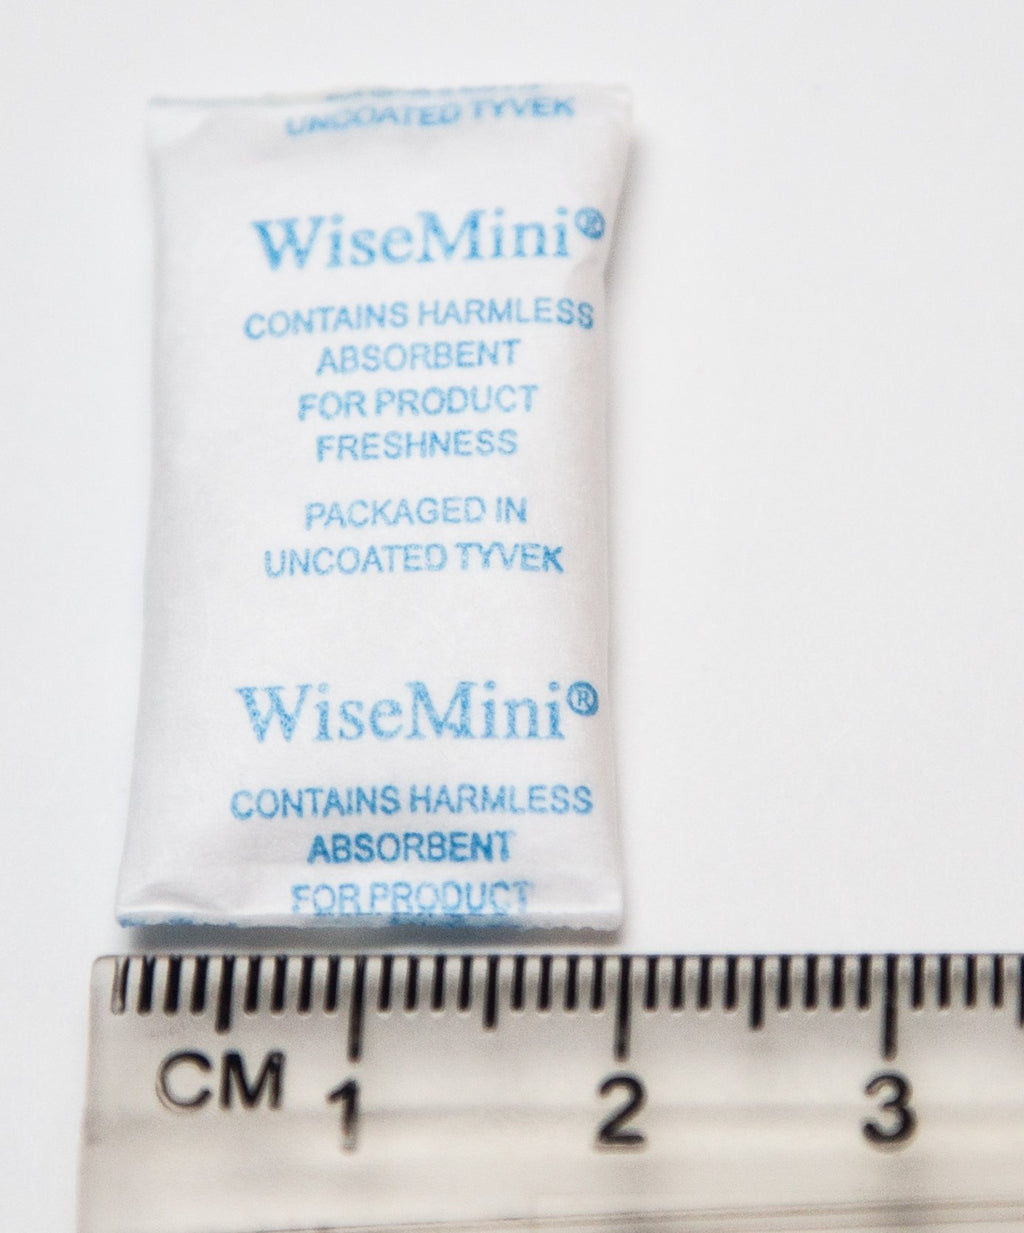 UNCOATED TYVEK
WiseMini®
CONTAINS HARMLESS
ABSORBENT
FOR PRODUCT
FRESHNESS
PACKAGED IN
UNCOATED TYVEK
WiseMini®
CONTAINS HARMLESS
ABSORBENT
FOR PRODUCT
CM 1 2 3